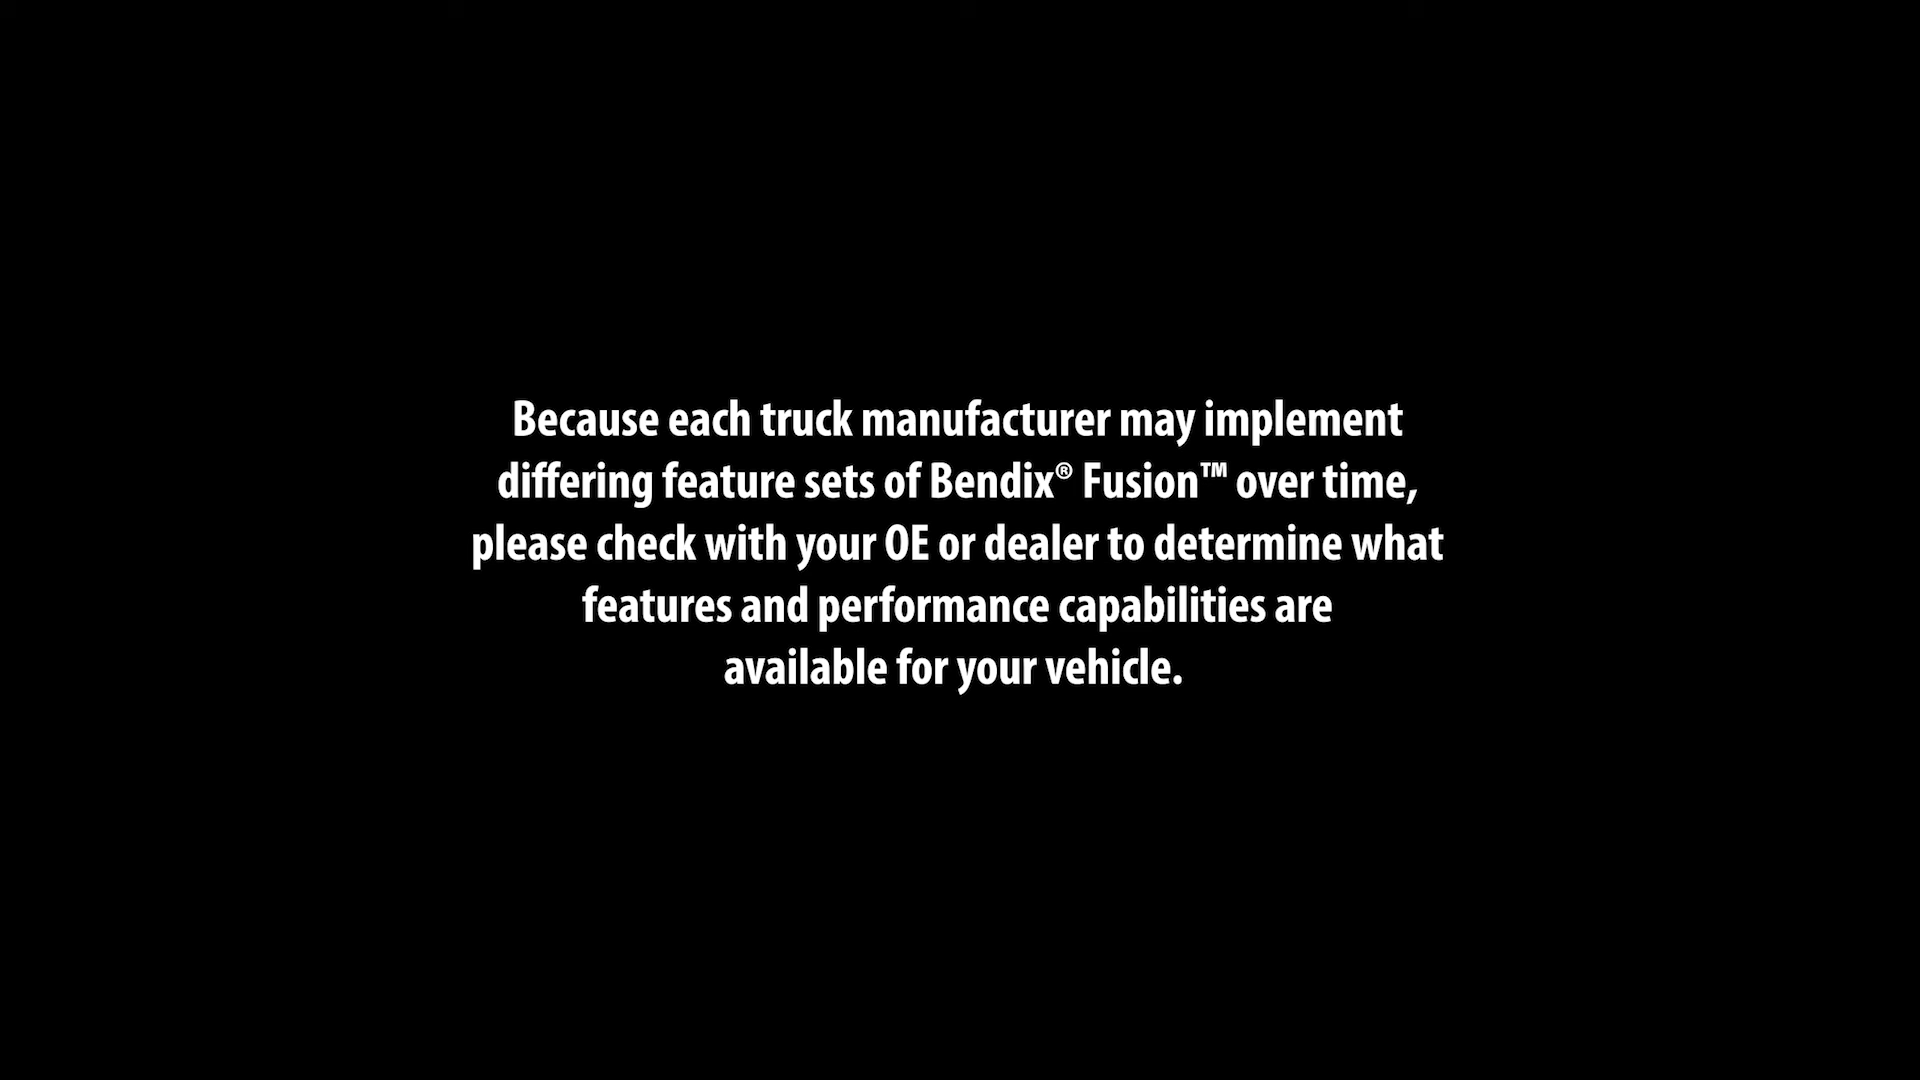 Because each truck manufacturer may implement
differing feature sets of Bendix® Fusion™ over time,
please check with your OE or dealer to determine what
features and performance capabilities are
available for your vehicle.